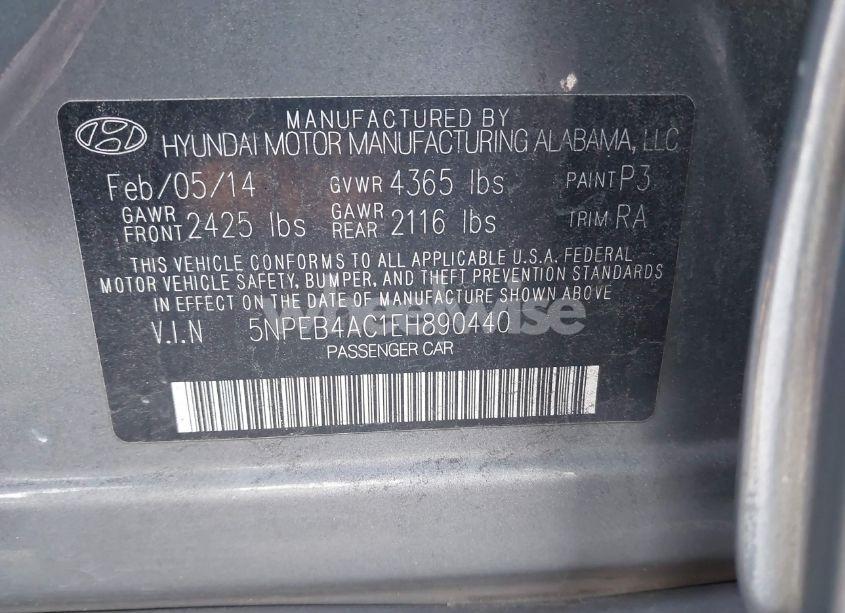 MANUFACTURED BY
HYUNDAI MOTOR MANUFACTURING ALABAMA, LLC
Feb/05/14 GVWR 4365 lbs PAINT P3
GAWR FRONT 2425 lbs GAWR REAR 2116 lbs TRIM RA
THIS VEHICLE CONFORMS TO ALL APPLICABLE U.S.A. FEDERAL
MOTOR VEHICLE SAFETY, BUMPER, AND THEFT PREVENTION STANDARDS
IN EFFECT ON THE DATE OF MANUFACTURE SHOWN ABOVE
wheelwise
V.I.N 5NPEB4AC1EH890440
PASSENGER CAR